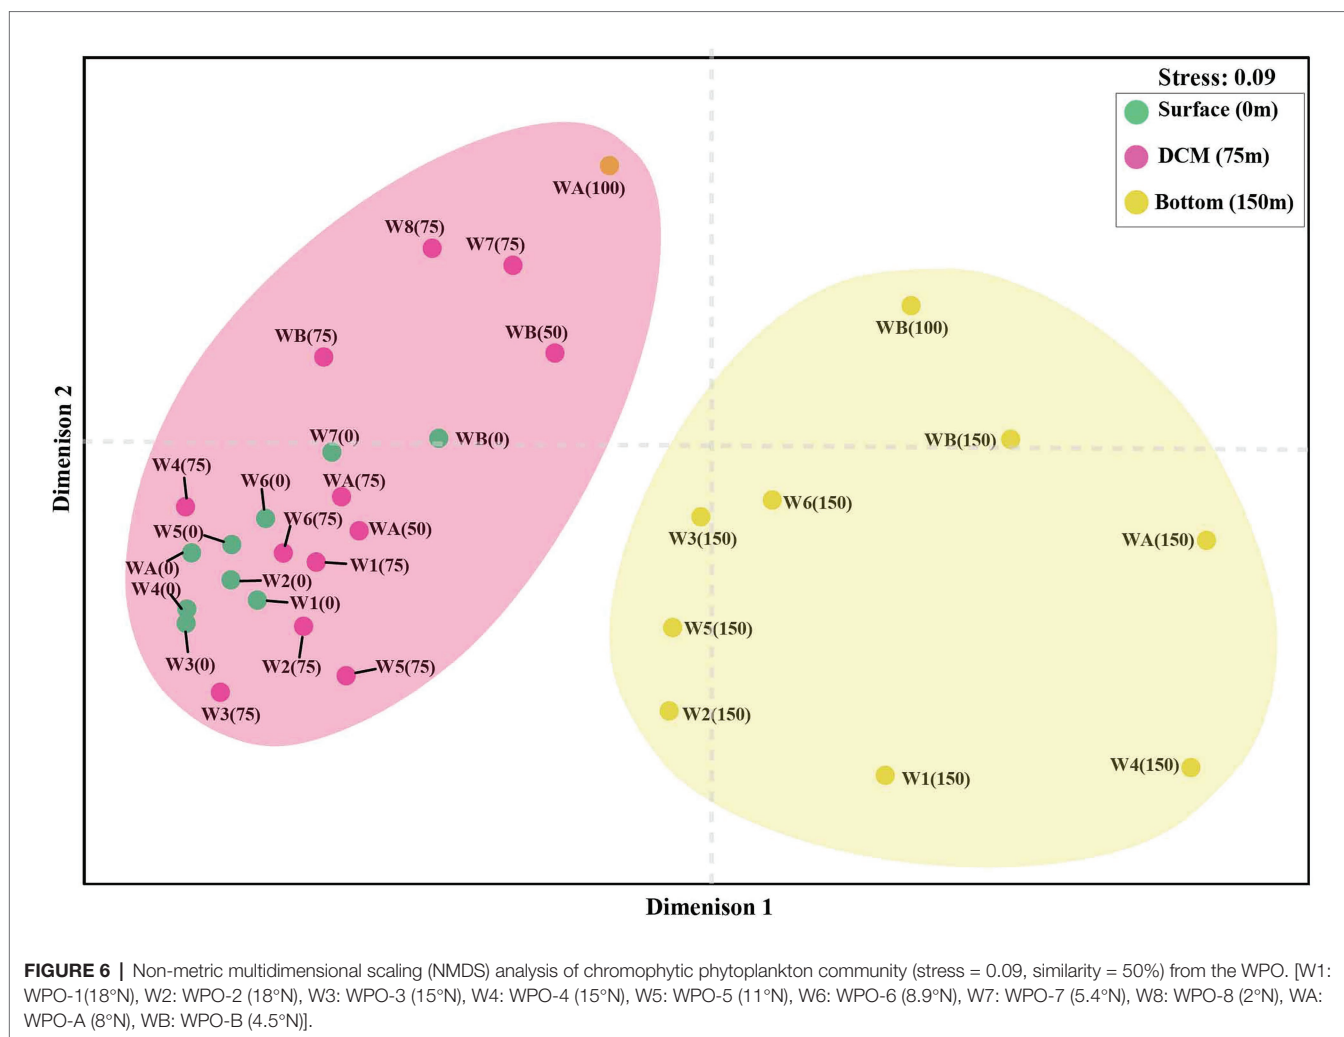 Stress: 0.09
Surface (0m)
DCM (75m)
Bottom (150m)
WA(100)
W8(75)
W7(75)
WB(75)
WB(50)
WB(100)
W7(0)
WB(0)
WB(150)
W4(75)
W6(0)
WA(75)
W5(0)
W6(75)
WA(50)
W6(150)
W3(150)
WA(150)
WA(0)
W1(75)
W4(0)
W2(0)
W1(0)
W5(150)
W3(0)
W2(75)
W5(75)
W3(75)
W2(150)
W1(150)
W4(150)
Dimenison 2
Dimenison 1
FIGURE 6 | Non-metric multidimensional scaling (NMDS) analysis of chromophytic phytoplankton community (stress = 0.09, similarity = 50%) from the WPO. [W1:
WPO-1(18°N), W2: WPO-2 (18°N), W3: WPO-3 (15°N), W4: WPO-4 (15°N), W5: WPO-5 (11°N), W6: WPO-6 (8.9°N), W7: WPO-7 (5.4°N), W8: WPO-8 (2°N), WA:
WPO-A (8°N), WB: WPO-B (4.5°N)].